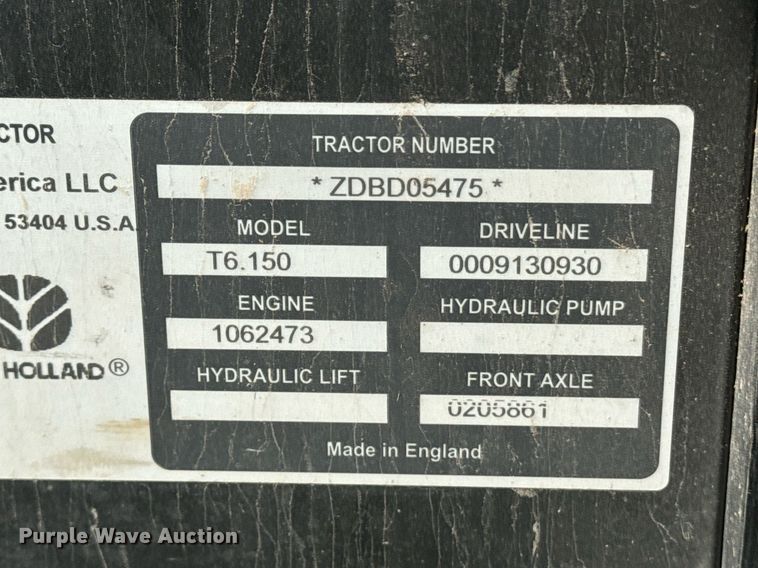 CTOR
erica LLC
53404 U.S.A
HOLLAND®
TRACTOR NUMBER
*ZDBD05475*
MODEL
DRIVELINE
T6.150
0009130930
ENGINE
HYDRAULIC PUMP
1062473
HYDRAULIC LIFT
FRONT AXLE
0205861
Made in England
Purple Wave Auction